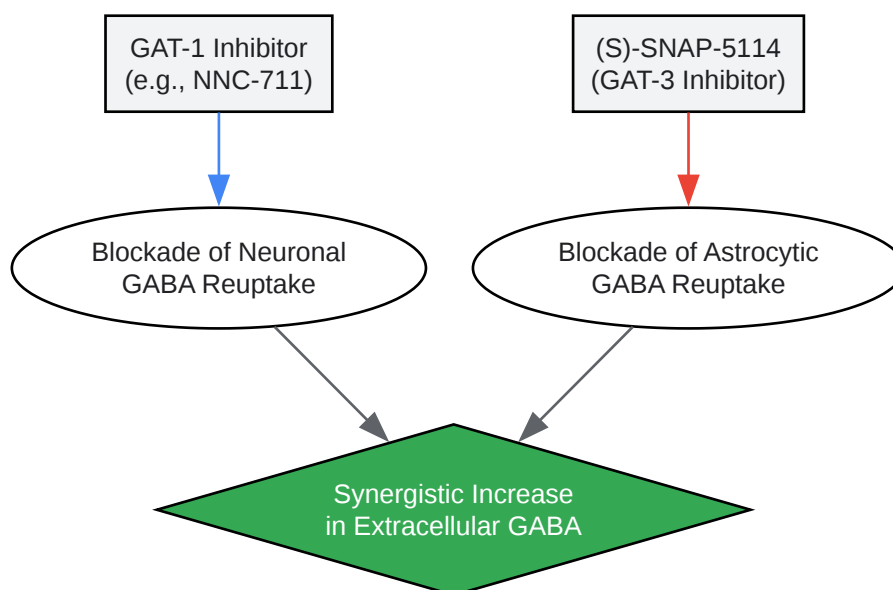 GAT-1 Inhibitor
(e.g., NNC-711)
(S)-SNAP-5114
(GAT-3 Inhibitor)
Blockade of Neuronal
GABA Reuptake
Blockade of Astrocytic
GABA Reuptake
Synergistic Increase
in Extracellular GABA